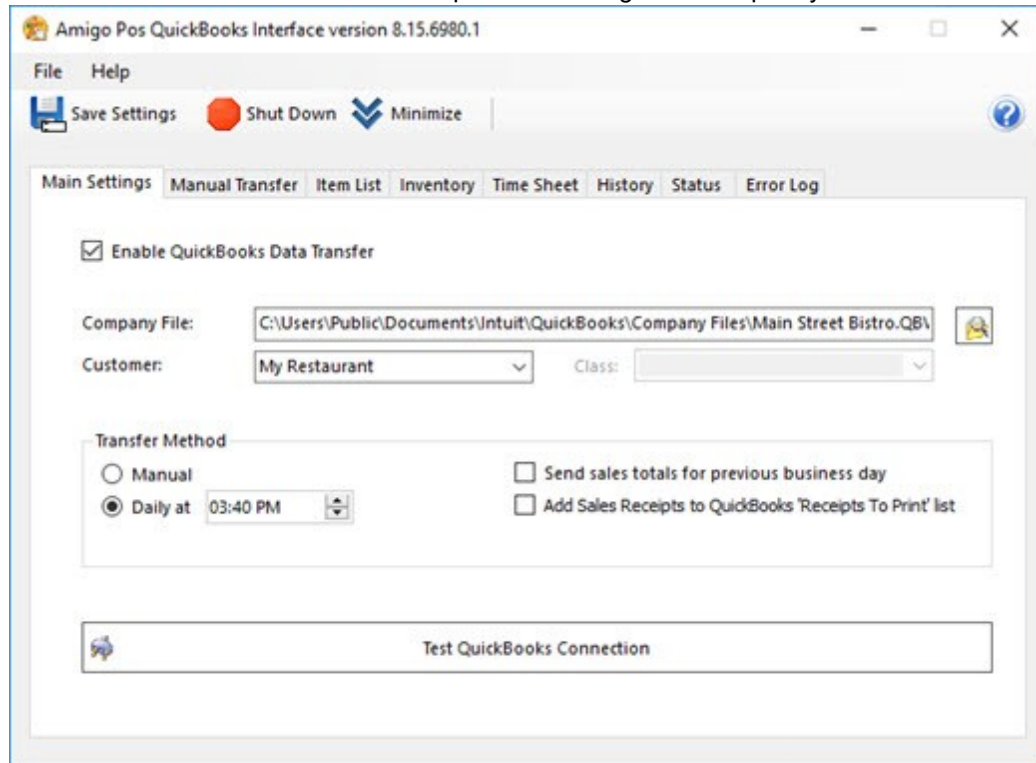 Amigo Pos QuickBooks Interface version 8.15.6980.1
File Help
Save Settings Shut Down Minimize
Main Settings Manual Transfer Item List Inventory Time Sheet History Status Error Log
Enable QuickBooks Data Transfer
Company File: C:\Users\Public\Documents\Intuit\QuickBooks\Company Files\Main Street Bistro.QB
Customer: My Restaurant Class:
Transfer Method
Manual Send sales totals for previous business day
Daily at 03:40 PM Add Sales Receipts to QuickBooks 'Receipts To Print' list
Test QuickBooks Connection